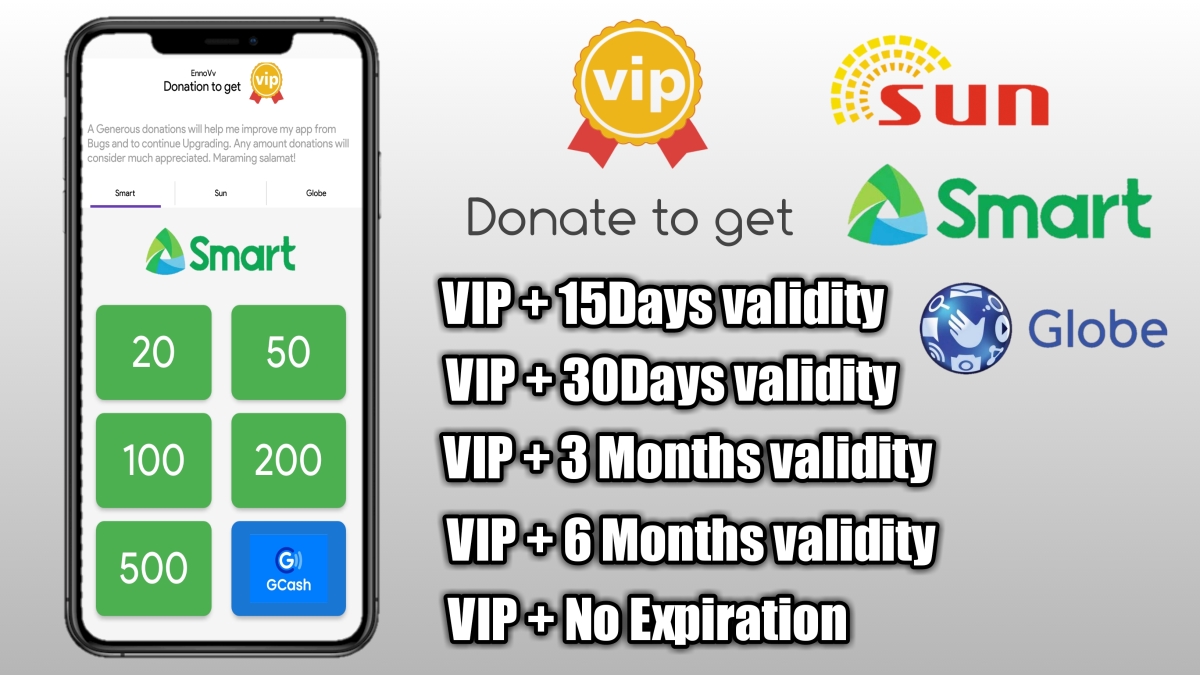 EnnoVv
Donation to get
vip
A Generous donations will help me improve my app from
Bugs and to continue Upgrading. Any amount donations will
consider much appreciated. Maraming salamat!
Smart
Sun
Globe
Smart
20
50
100
200
500
G
GCash
vip
Donate to get
VIP + 15Days validity
VIP + 30Days validity
VIP + 3 Months validity
VIP + 6 Months validity
VIP + No Expiration
sun
Smart
Globe